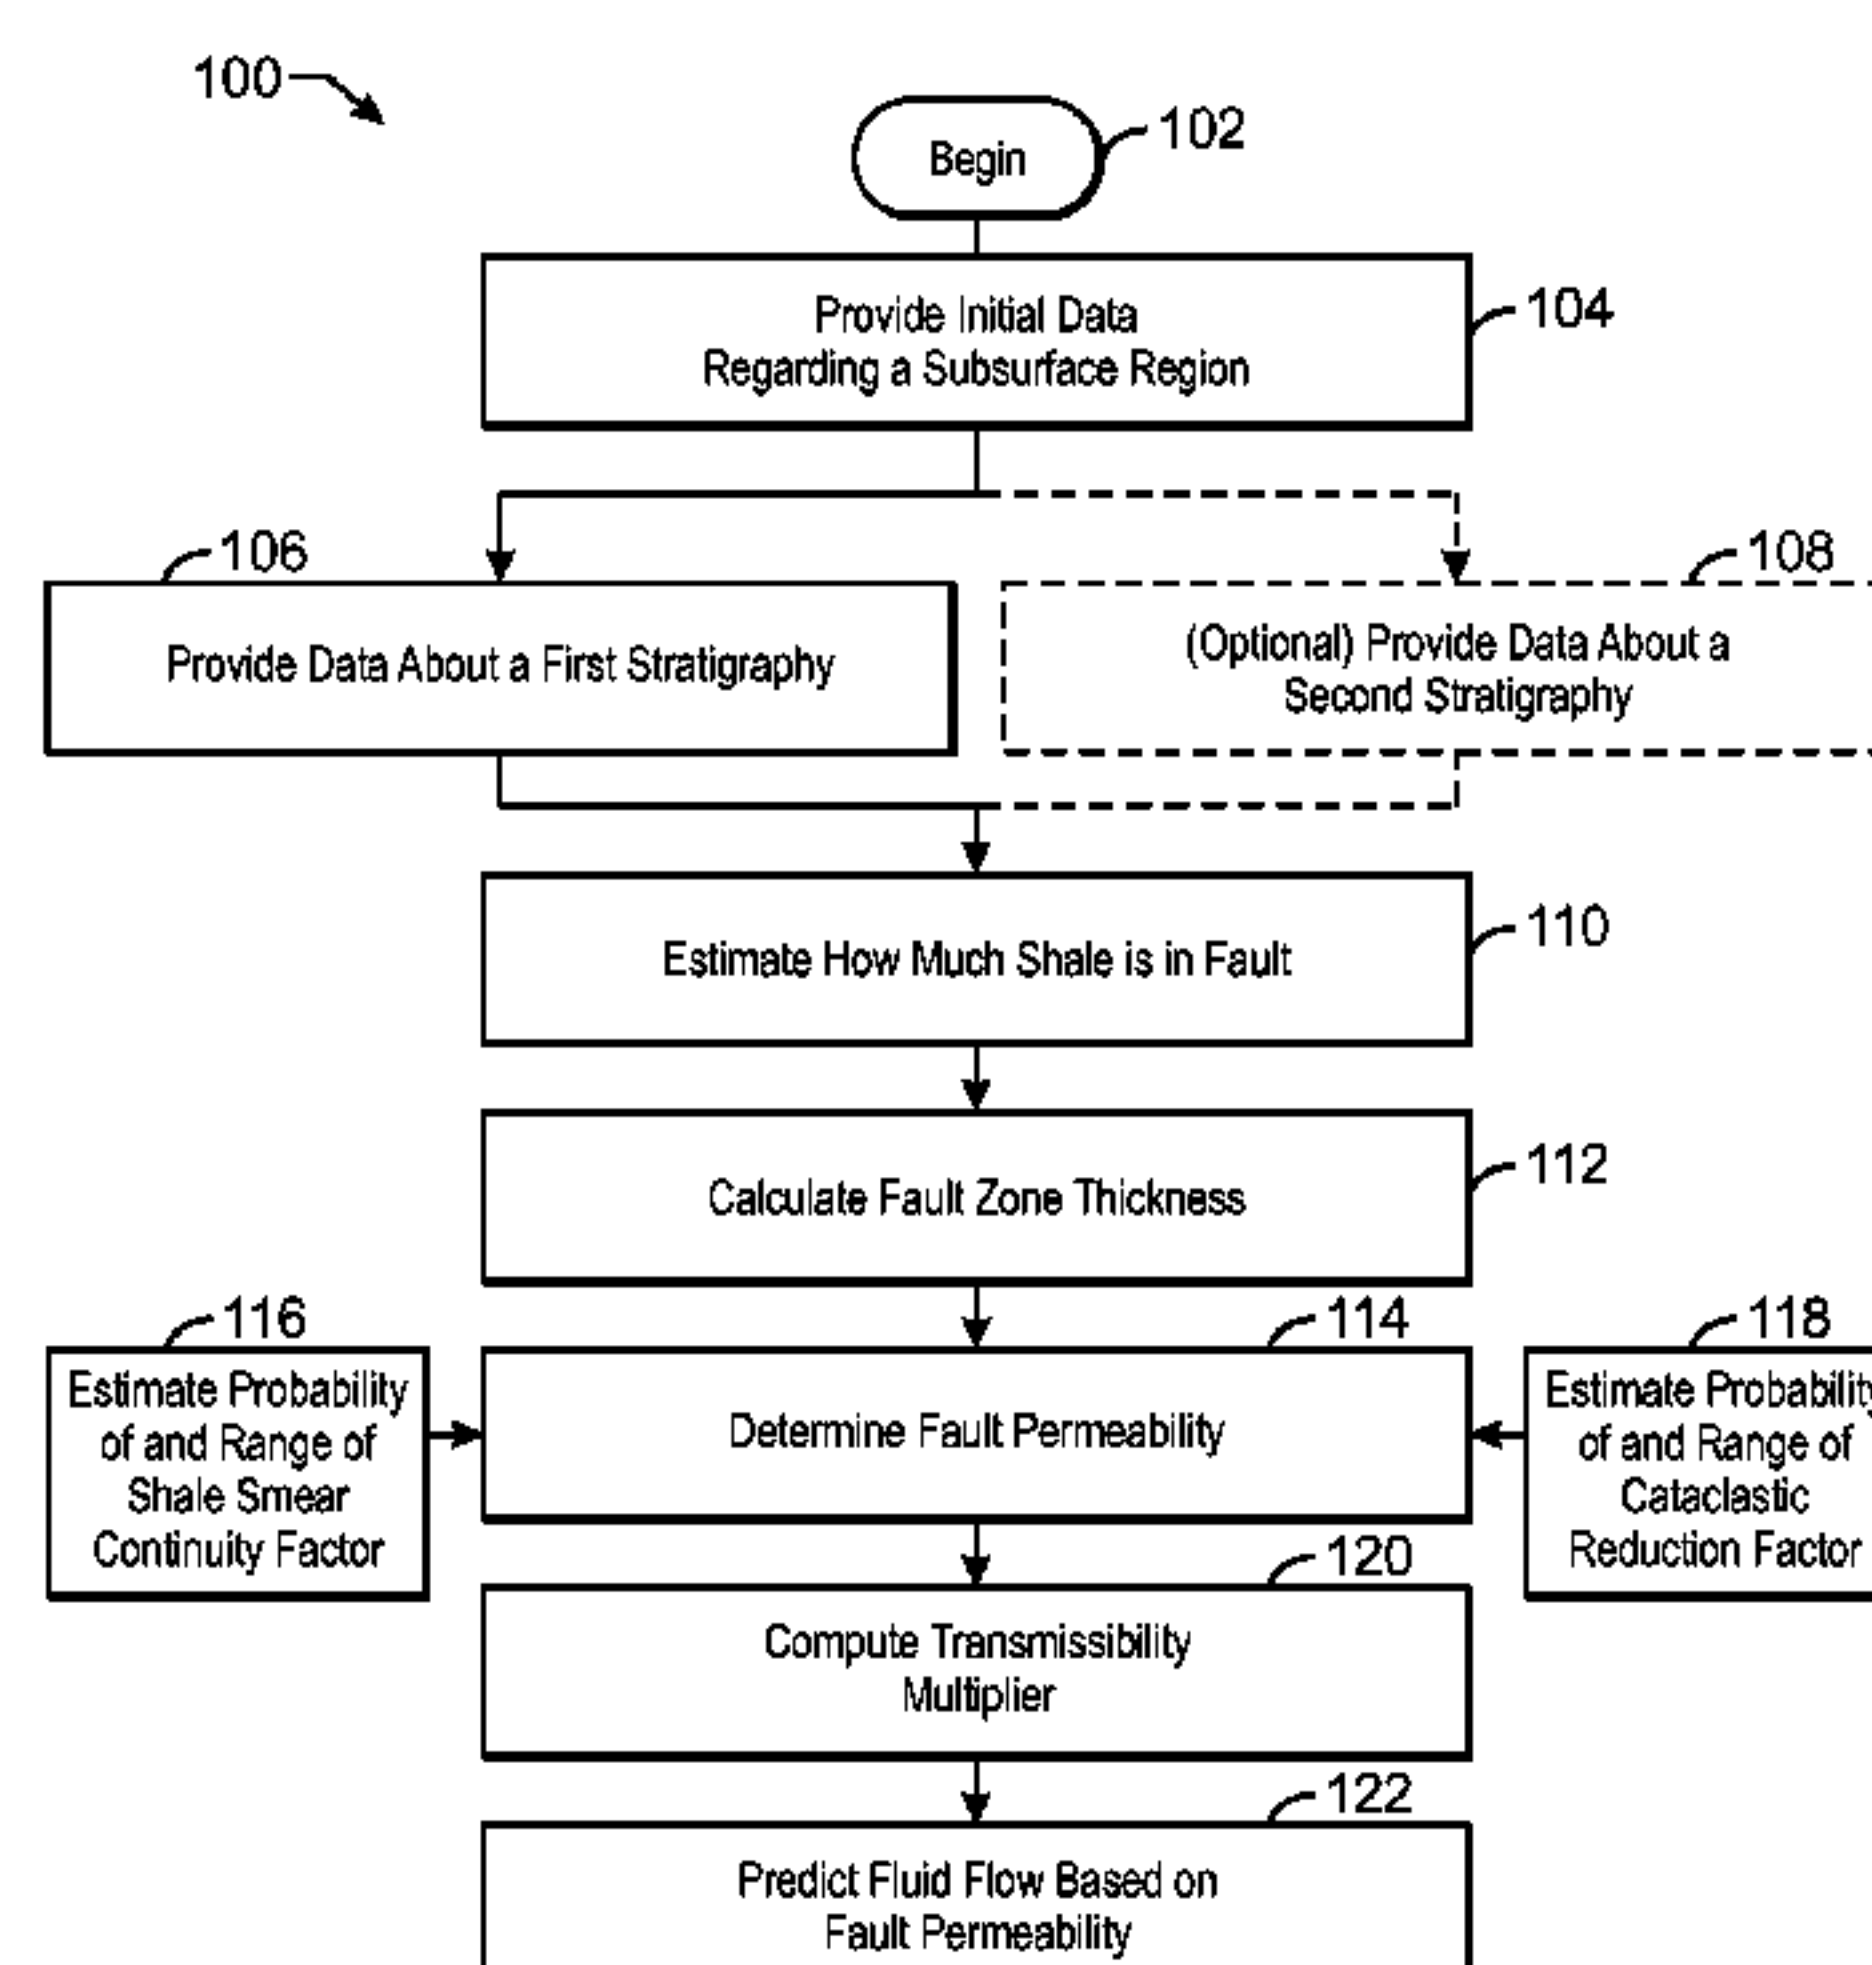 100
Begin
102
Provide Initial Data
Regarding a Subsurface Region
104
106
Provide Data About a First Stratigraphy
108
(Optional) Provide Data About a
Second Stratigraphy
Estimate How Much Shale is in Fault
110
Calculate Fault Zone Thickness
112
116
Estimate Probability
of and Range of
Shale Smear
Continuity Factor
114
Determine Fault Permeability
118
Estimate Probability
of and Range of
Cataclastic
Reduction Factor
120
Compute Transmissibility
Multiplier
122
Predict Fluid Flow Based on
Fault Permeability